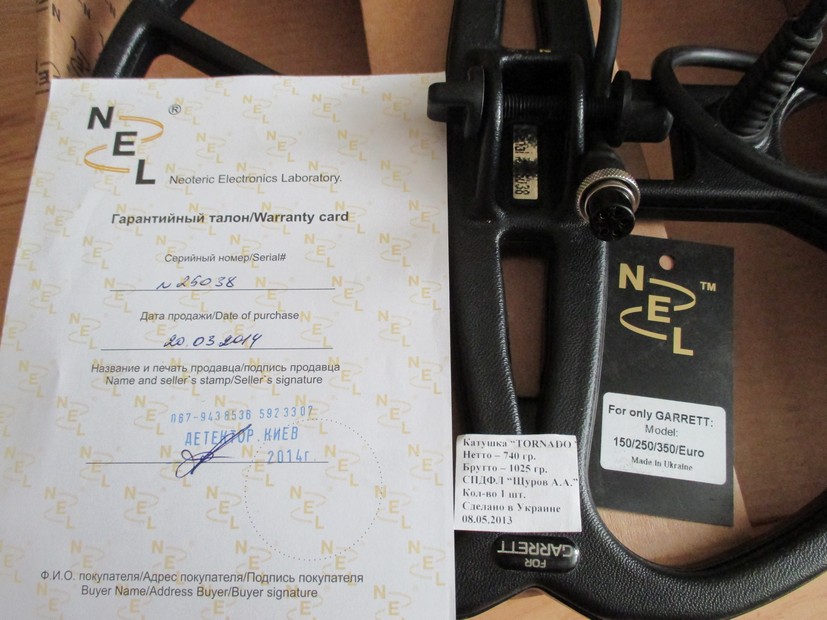 NEL ®
Neoteric Electronics Laboratory.
Гарантийный талон/Warranty card
Серийный номер/Serial#
№25038
Дата продажи/Date of purchase
20.03.2014
Название и печать продавца/подпись продавца
Name and seller`s stamp/Seller`s signature
067-943 8538 5923307
ДЕТЕКТОР.КИЕВ
2014г.
Ф.И.О. покупателя/Адрес покупателя/Подпись покупателя
Buyer Name/Address Buyer/Buyer signature
NEL ™
For only GARRETT:
Model:
150/250/350/Euro
Made in Ukraine
Катушка "TORNADO
Нетто – 740 гр.
Брутто – 1025 гр.
СПДФЛ "Щуров А.А."
Кол-во 1 шт.
Сделано в Украине
08.05.2013
FOR
GARRETT